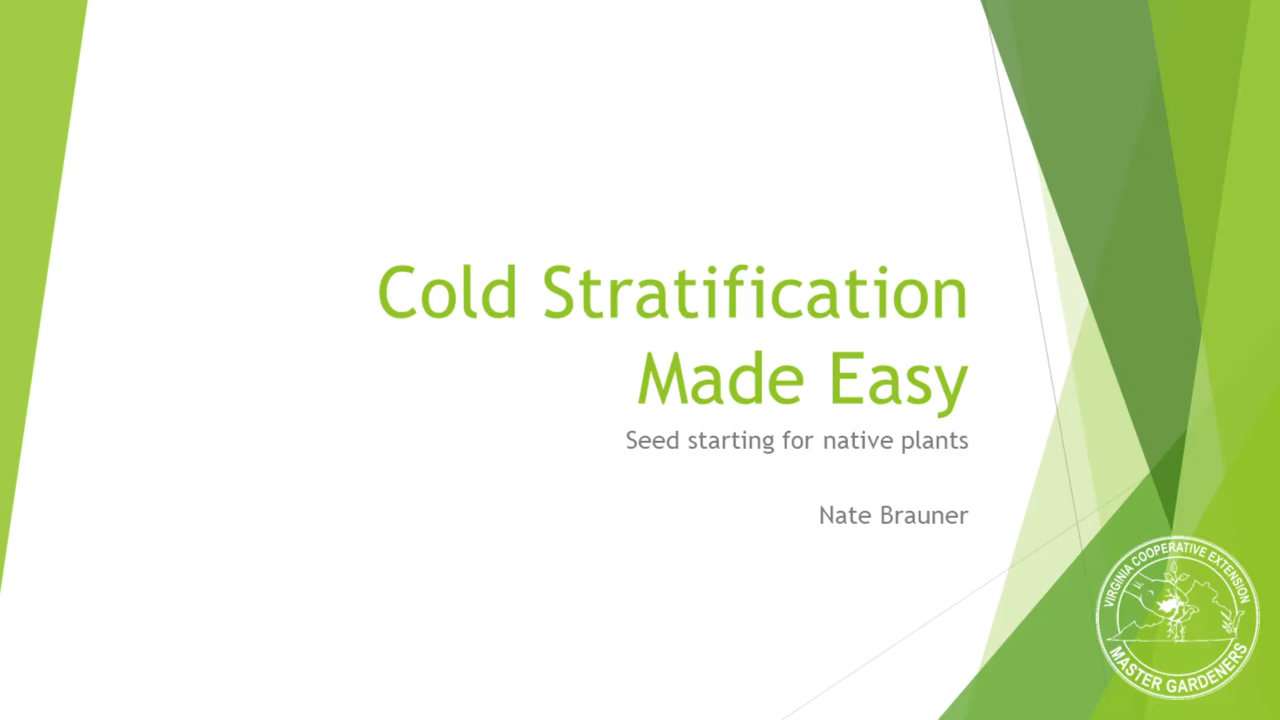 Cold Stratification
Made Easy
Seed starting for native plants
Nate Brauner
VIRGINIA COOPERATIVE EXTENSION
MASTER GARDENERS